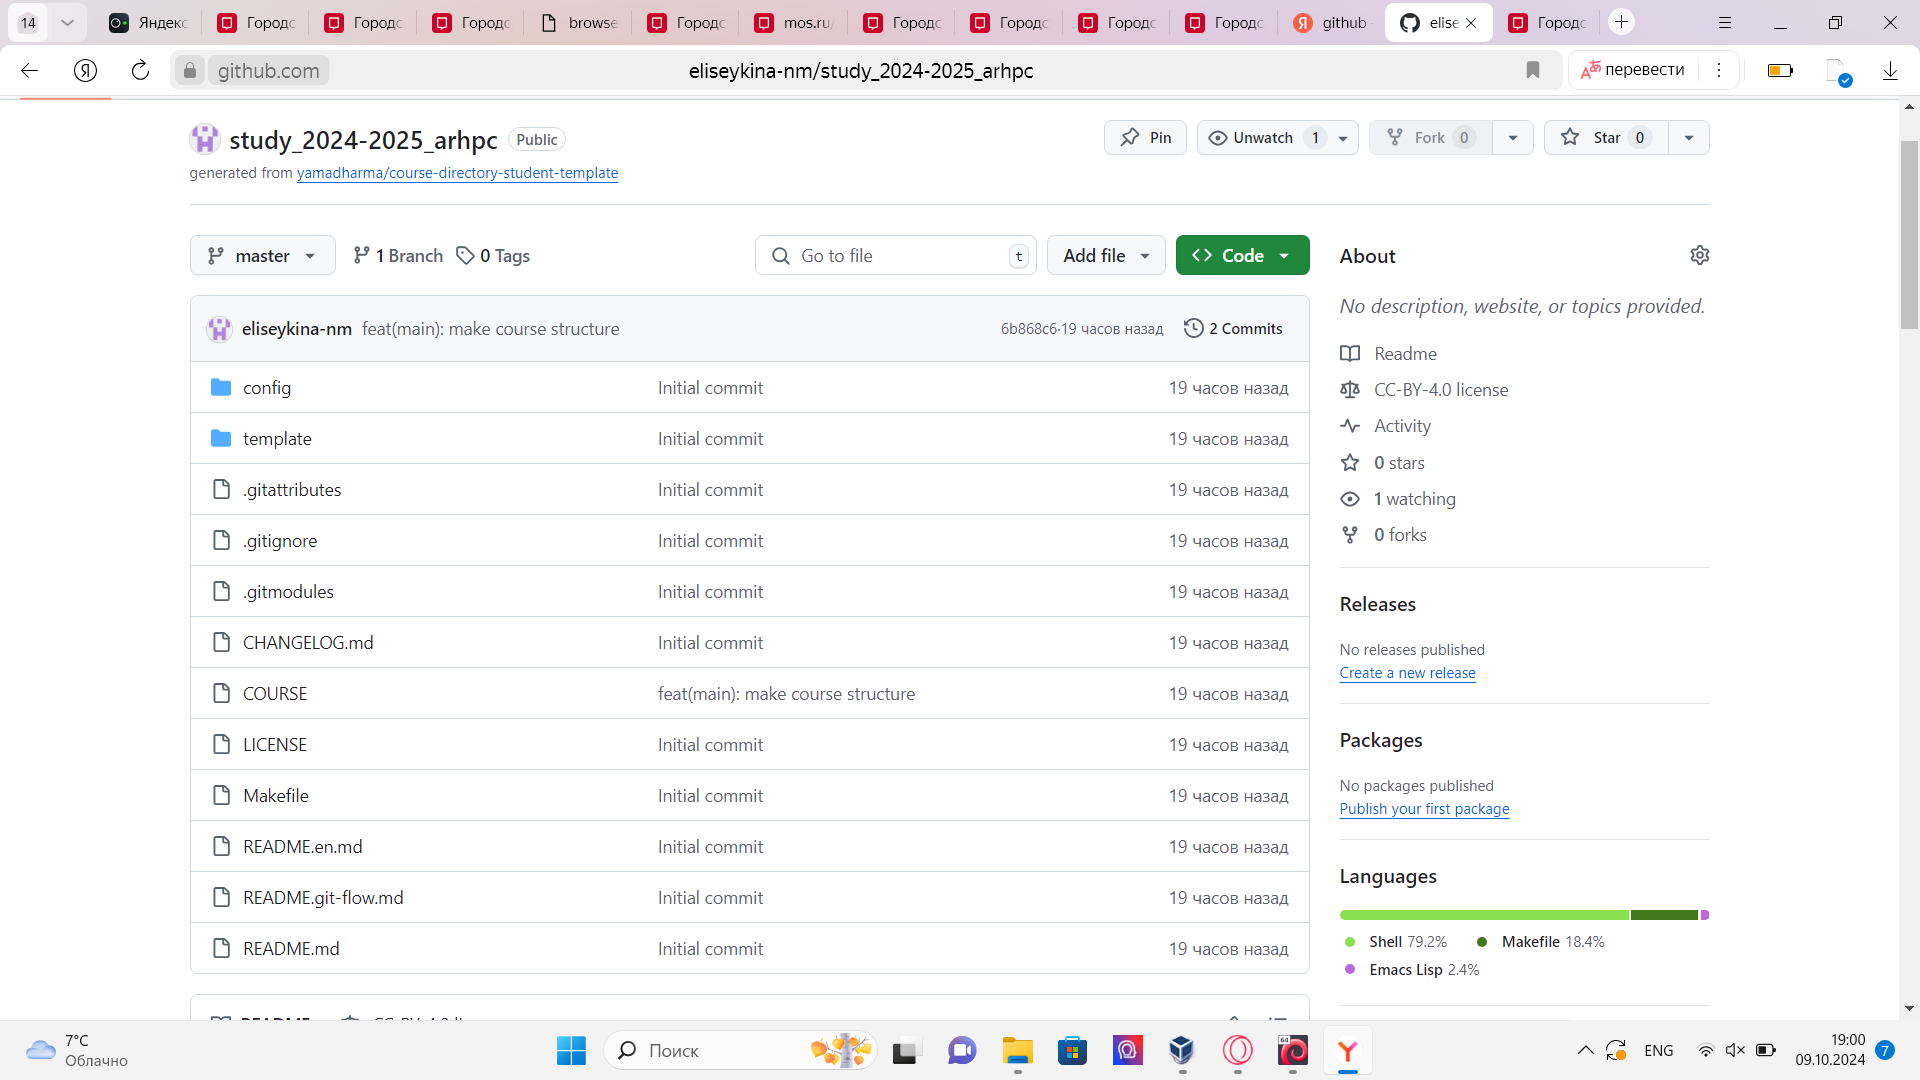 14 Яндекс Городс Городс Городс browse Городс mos.ru/ Городс Городс Городс Городс github elise Городс
github.com eliseykina-nm/study_2024-2025_arhpc перевести
study_2024-2025_arhpc Public Pin Unwatch 1 Fork 0 Star 0
generated from yamadharma/course-directory-student-template
master 1 Branch 0 Tags Go to file t Add file Code
eliseykina-nm feat(main): make course structure 6b868c6·19 часов назад 2 Commits
config Initial commit 19 часов назад
template Initial commit 19 часов назад
.gitattributes Initial commit 19 часов назад
.gitignore Initial commit 19 часов назад
.gitmodules Initial commit 19 часов назад
CHANGELOG.md Initial commit 19 часов назад
COURSE feat(main): make course structure 19 часов назад
LICENSE Initial commit 19 часов назад
Makefile Initial commit 19 часов назад
README.en.md Initial commit 19 часов назад
README.git-flow.md Initial commit 19 часов назад
README.md Initial commit 19 часов назад
About
No description, website, or topics provided.
Readme
CC-BY-4.0 license
Activity
0 stars
1 watching
0 forks
Releases
No releases published
Create a new release
Packages
No packages published
Publish your first package
Languages
Shell 79.2% Makefile 18.4%
Emacs Lisp 2.4%
7°C
Облачно
Поиск
64
ENG
19:00
09.10.2024
7